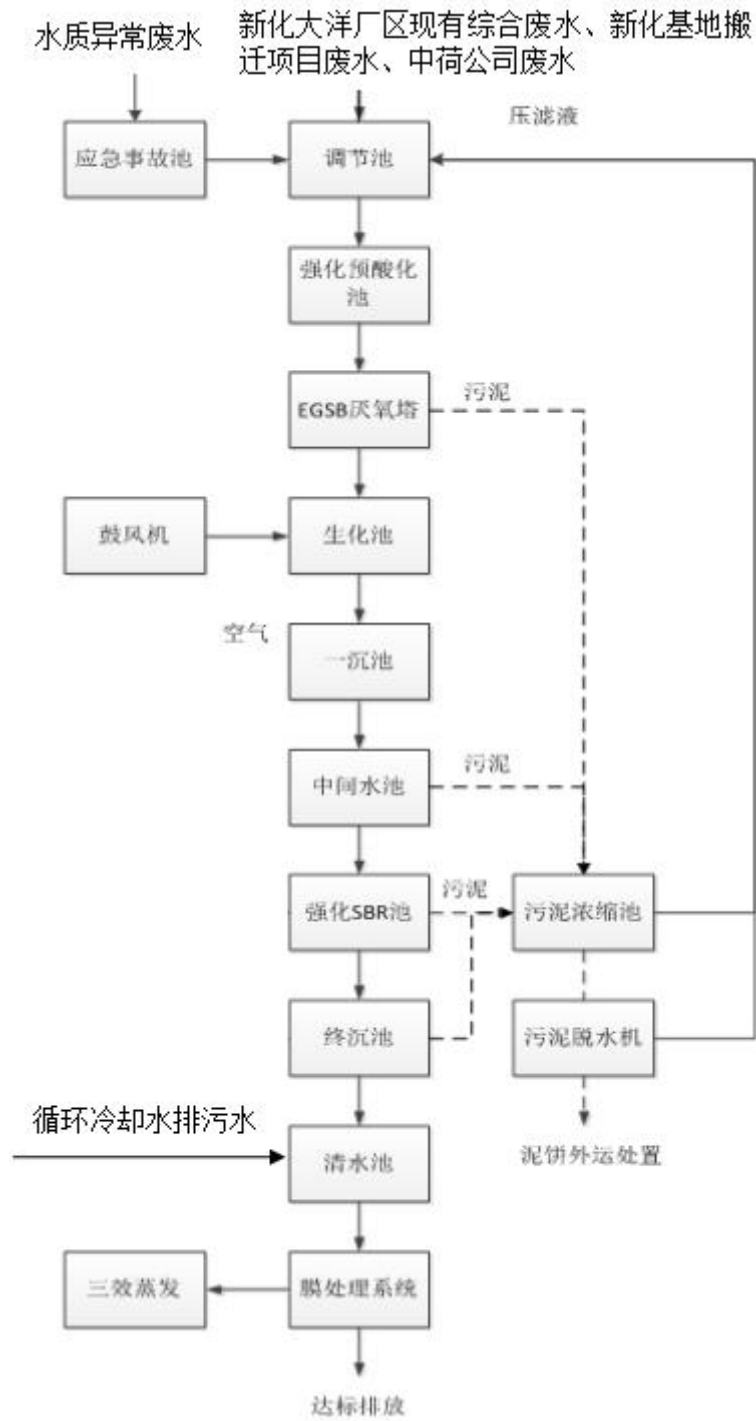 水质异常废水
新化大洋厂区现有综合废水、新化基地搬
迁项目废水、中荷公司废水
压滤液
应急事故池
调节池
强化预酸化
池
EGSB厌氧塔
污泥
鼓风机
生化池
空气
一沉池
中间水池
污泥
强化SBR池
污泥
污泥浓缩池
终沉池
污泥脱水机
循环冷却水排污水
清水池
泥饼外运处置
三效蒸发
膜处理系统
达标排放